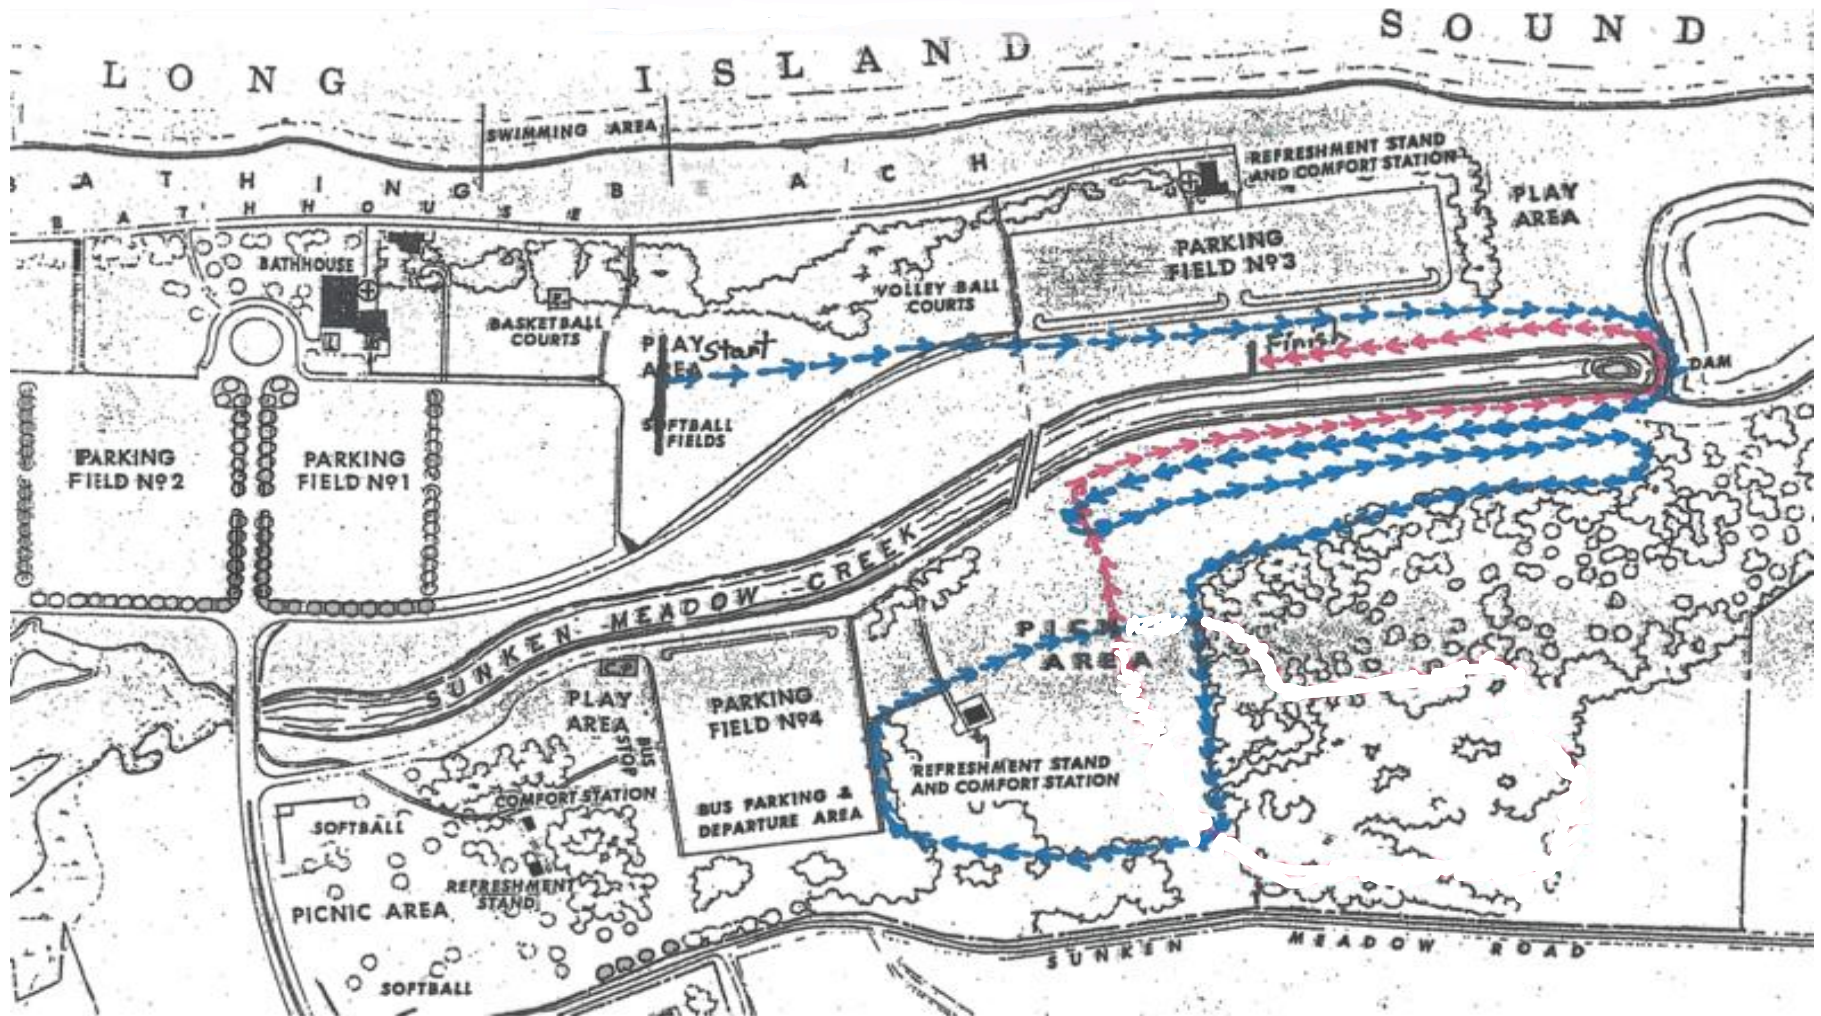 LONG ISLAND SOUND
SWIMMING AREA
BATHING BEACH
BATHHOUSE
REFRESHMENT STAND
AND COMFORT STATION
PLAY
AREA
BATHHOUSE
PARKING
FIELD Nº3
VOLLEY BALL
COURTS
BASKETBALL
COURTS
PLAY
AREA
Start
Finish
DAM
SOFTBALL
FIELDS
PARKING
FIELD Nº2
PARKING
FIELD Nº1
SUNKEN MEADOW CREEK
PICNIC
AREA
PLAY
AREA
BUS
STOP
PARKING
FIELD Nº4
REFRESHMENT STAND
AND COMFORT STATION
COMFORT STATION
BUS PARKING &
DEPARTURE AREA
SOFTBALL
REFRESHMENT
STAND
PICNIC AREA
SUNKEN MEADOW ROAD
SOFTBALL